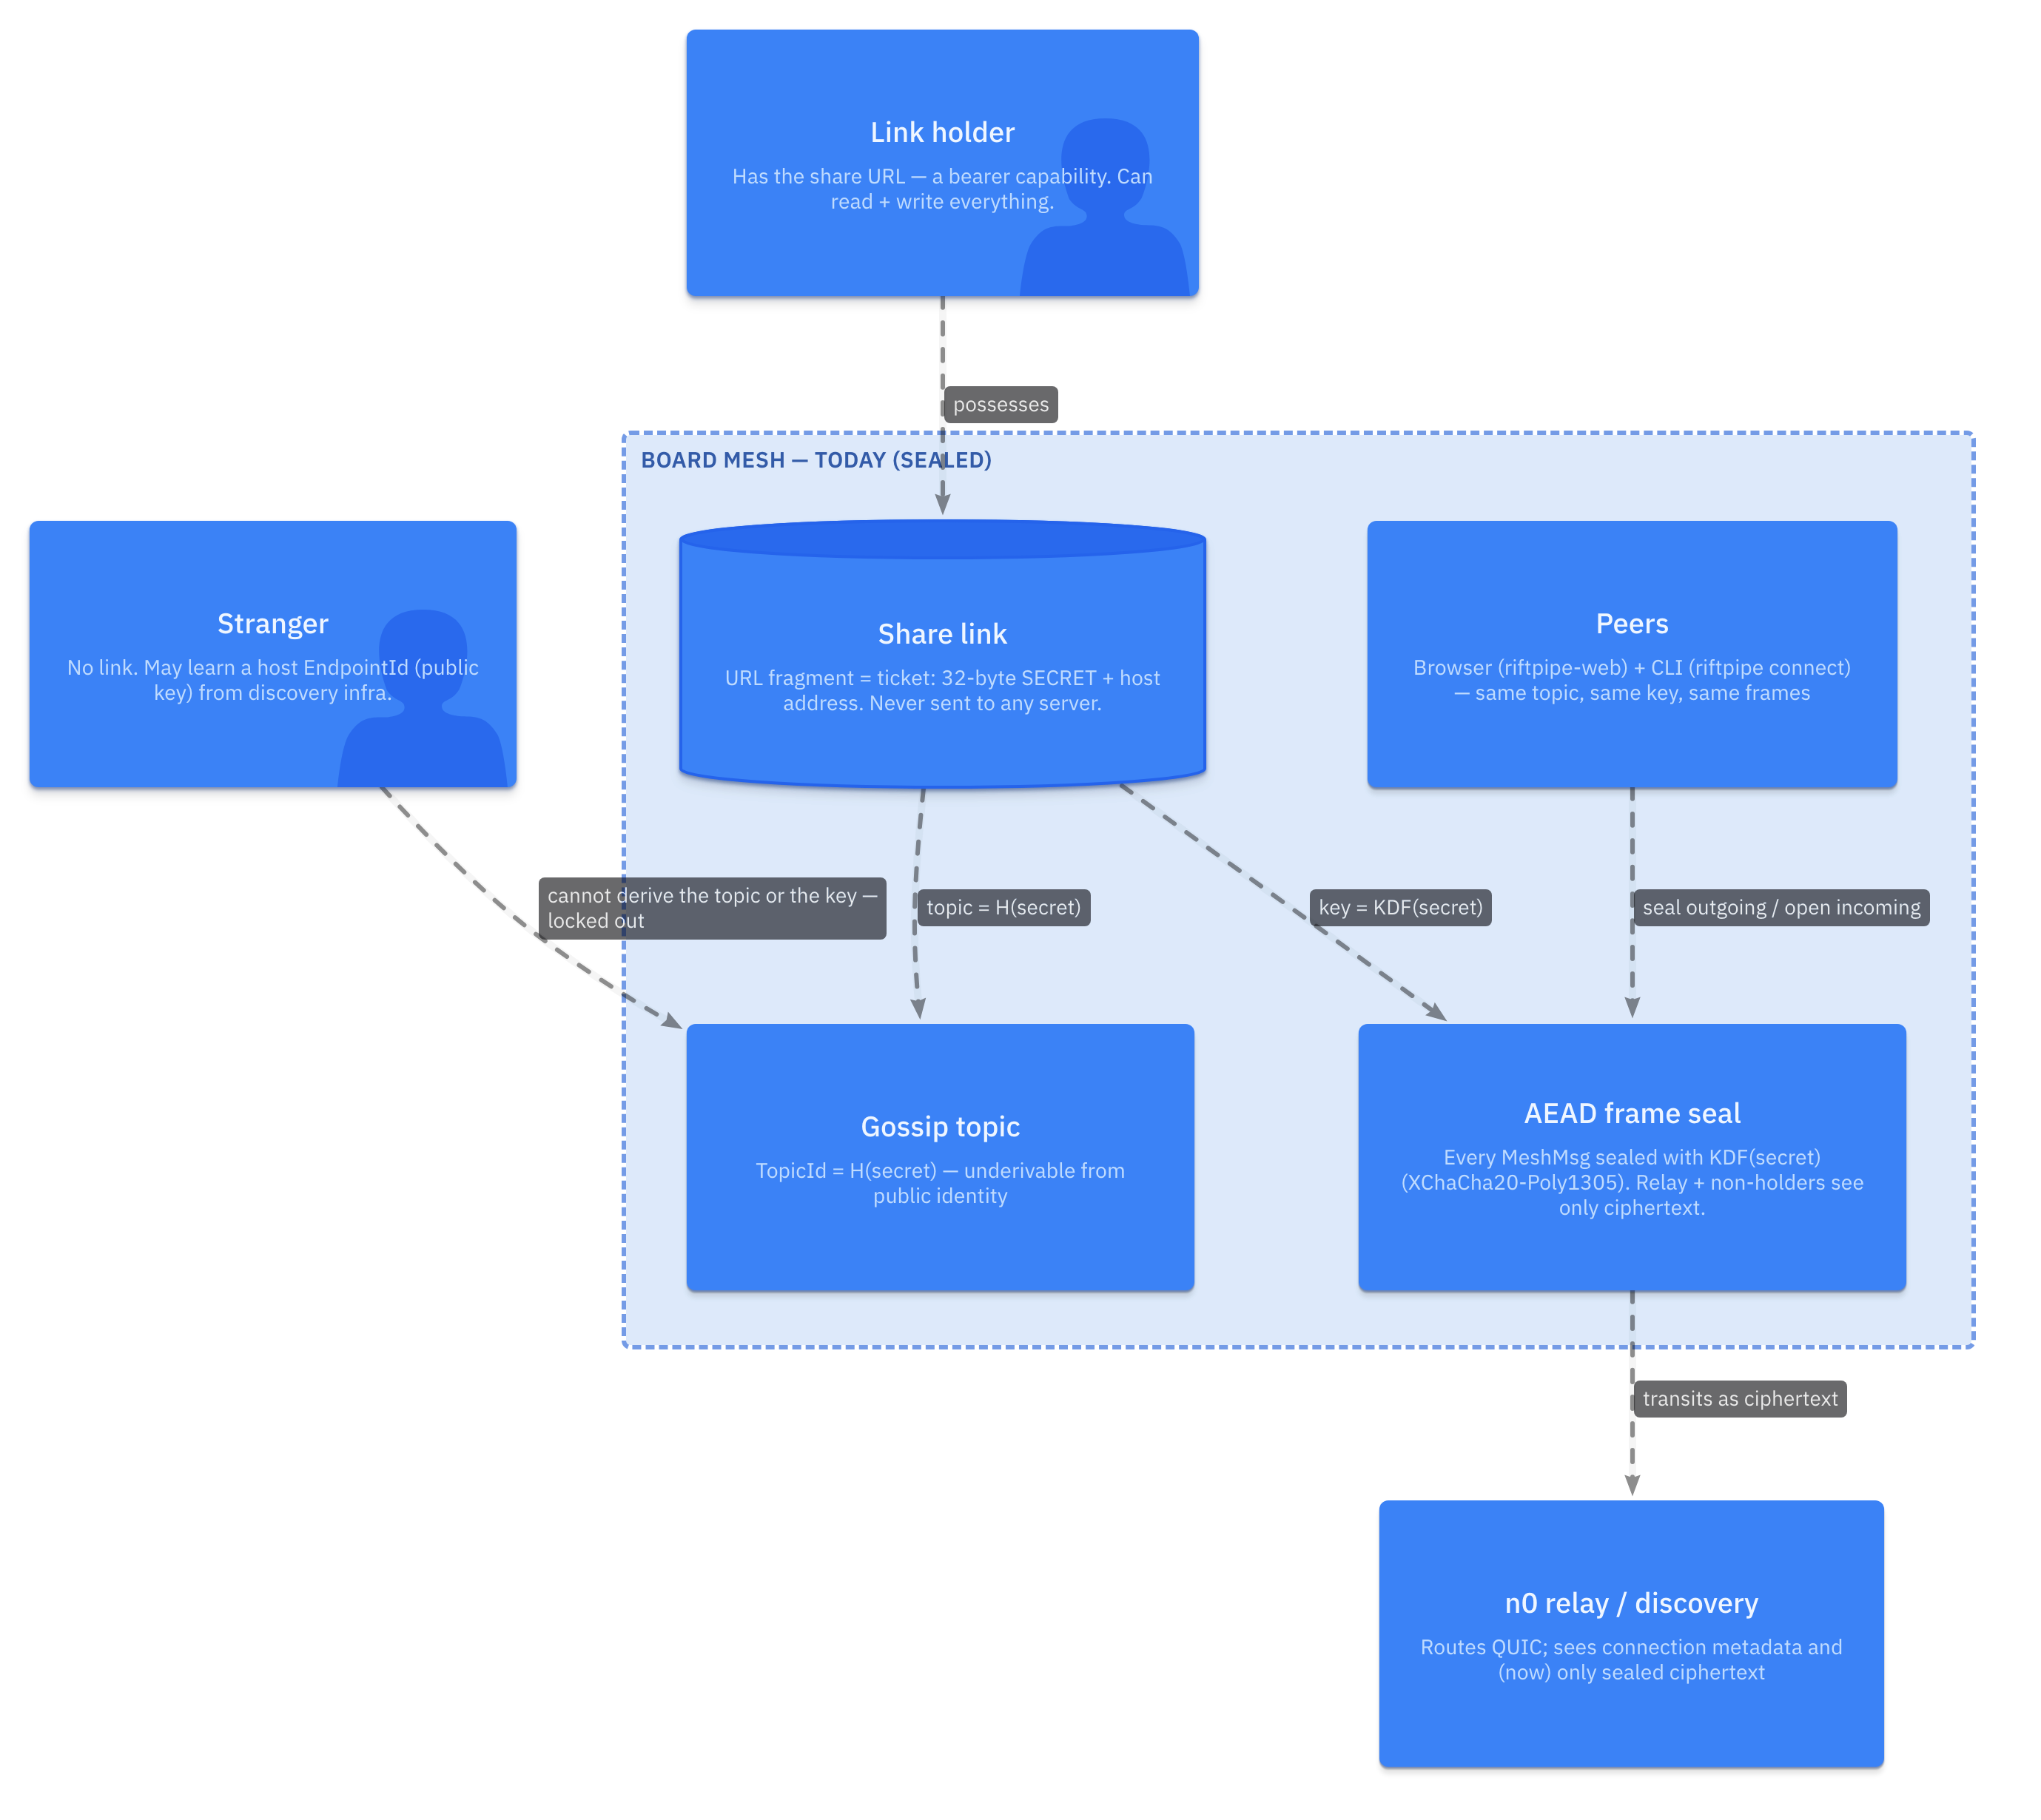 Link holder
Has the share URL — a bearer capability. Can
read + write everything.
possesses
BOARD MESH — TODAY (SEALED)
Stranger
No link. May learn a host EndpointId (public
key) from discovery infra.
Share link
URL fragment = ticket: 32-byte SECRET + host
address. Never sent to any server.
Peers
Browser (riftpipe-web) + CLI (riftpipe connect)
— same topic, same key, same frames
cannot derive the topic or the key —
locked out
topic = H(secret)
key = KDF(secret)
seal outgoing / open incoming
Gossip topic
TopicId = H(secret) — underivable from
public identity
AEAD frame seal
Every MeshMsg sealed with KDF(secret)
(XChaCha20-Poly1305). Relay + non-holders see
only ciphertext.
transits as ciphertext
n0 relay / discovery
Routes QUIC; sees connection metadata and
(now) only sealed ciphertext